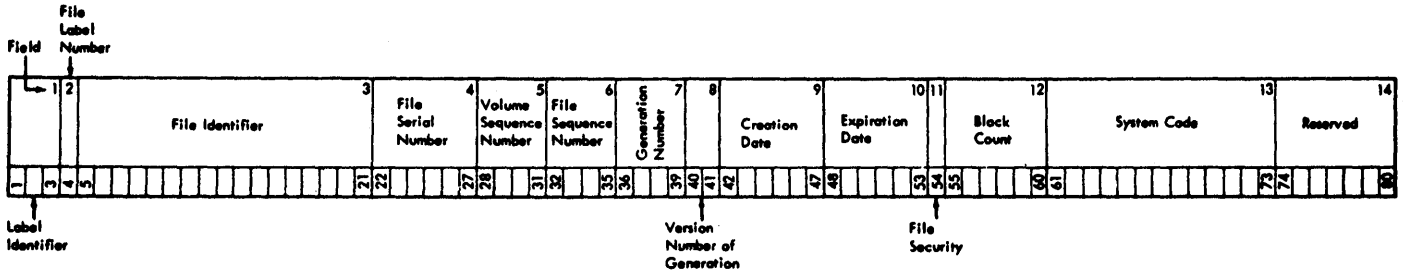 File
Label
Number
Field
1 2 3 4 5 6 7 8 9 10 11 12 13 14
File Identifier
File
Serial
Number
Volume
Sequence
Number
File
Sequence
Number
Generation
Number
Creation
Date
Expiration
Date
Block
Count
System Code
Reserved
1 3 4 5 21 22 27 28 31 32 35 36 39 40 41 42 47 48 53 54 55 60 61 73 74 80
Label
Identifier
Version
Number of
Generation
File
Security